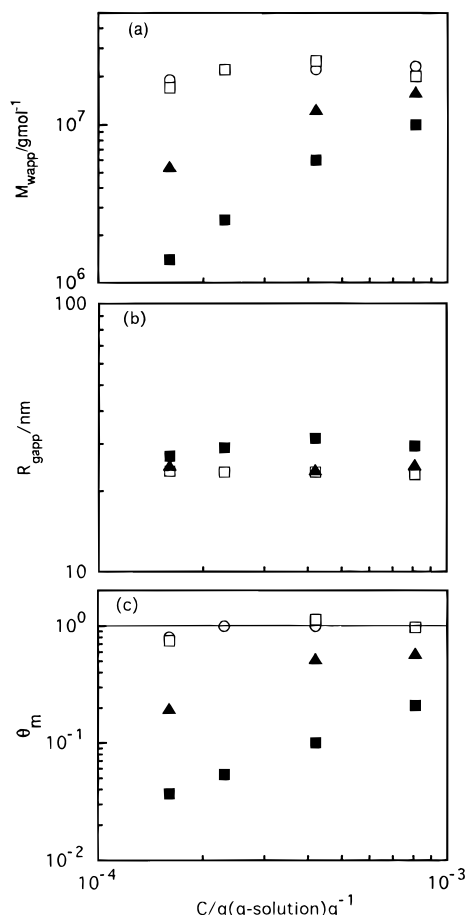 (a)
M_wapp/gmol^-1
10^7
10^6
(b)
100
R_gapp/nm
10
(c)
10^0
θ_m
10^-1
10^-2
10^-4
10^-3
C/g(g-solution)g^-1